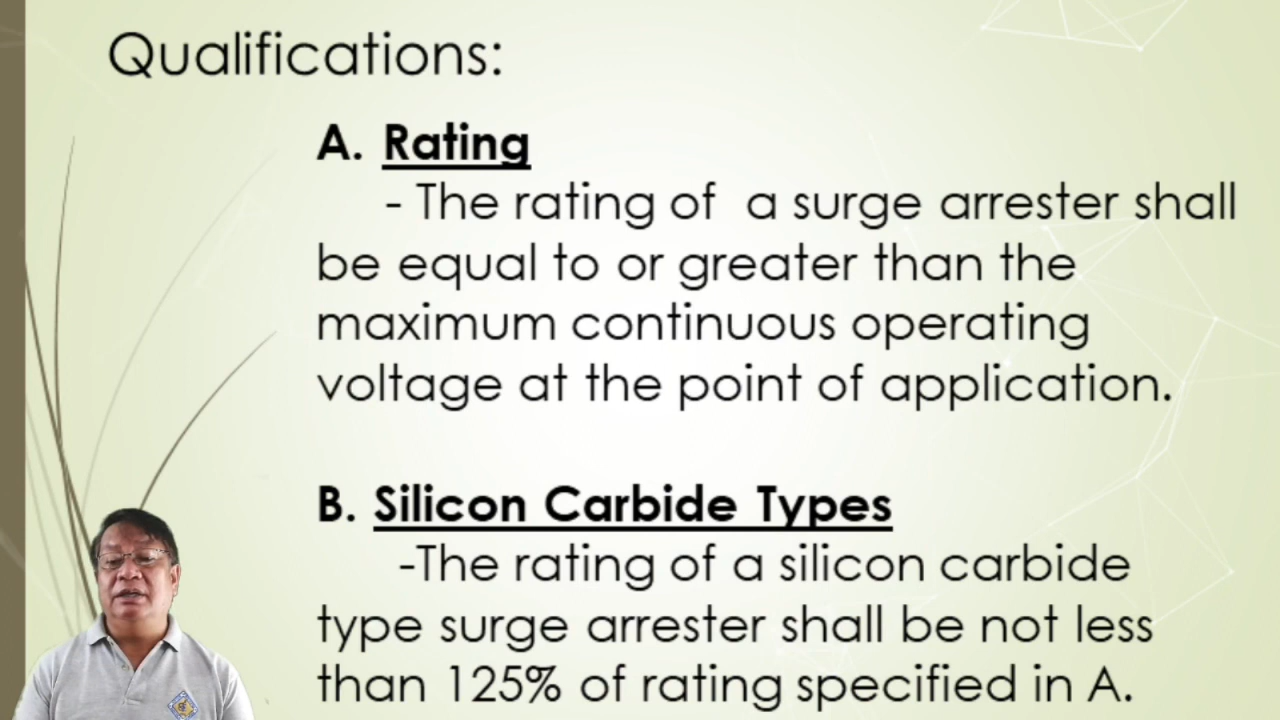 Qualifications:
A. Rating
- The rating of a surge arrester shall
be equal to or greater than the
maximum continuous operating
voltage at the point of application.
B. Silicon Carbide Types
-The rating of a silicon carbide
type surge arrester shall be not less
than 125% of rating specified in A.